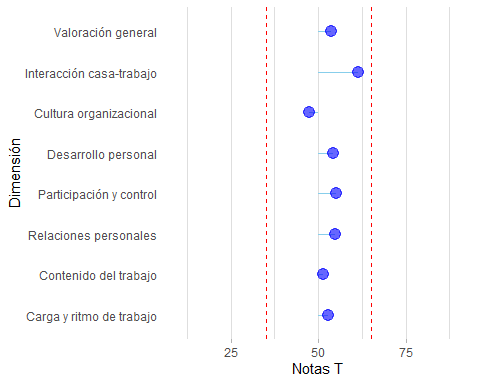 Valoración general
Interacción casa-trabajo
Cultura organizacional
Desarrollo personal
Participación y control
Relaciones personales
Contenido del trabajo
Carga y ritmo de trabajo
Dimensión
25 50 75
Notas T